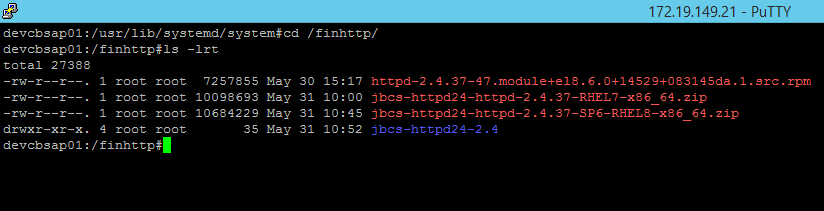 172.19.149.21 - PuTTY
devcbsap01:/usr/lib/systemd/system#cd /finhttp/
devcbsap01:/finhttp#ls -lrt
total 27388
-rw-r--r--. 1 root root  7257855 May 30 15:17 httpd-2.4.37-47.module+el8.6.0+14529+083145da.1.src.rpm
-rw-r--r--. 1 root root 10098693 May 31 10:00 jbcs-httpd24-httpd-2.4.37-RHEL7-x86_64.zip
-rw-r--r--. 1 root root 10684229 May 31 10:45 jbcs-httpd24-httpd-2.4.37-SP6-RHEL8-x86_64.zip
drwxr-xr-x. 4 root root       35 May 31 10:52 jbcs-httpd24-2.4
devcbsap01:/finhttp#